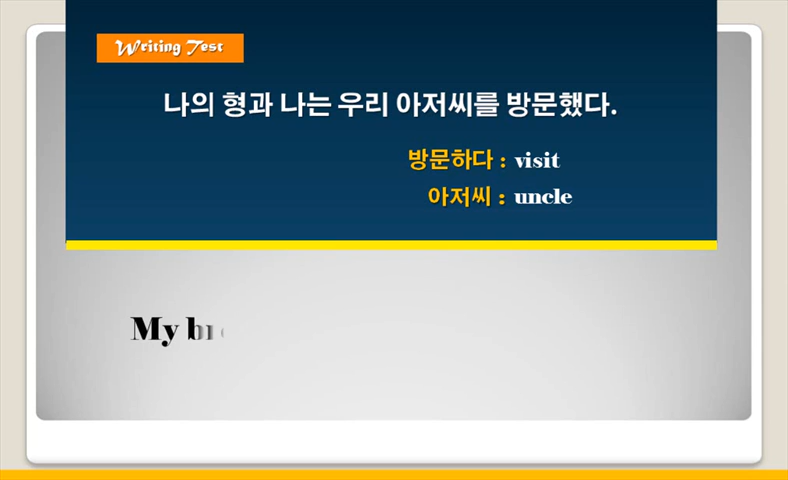 Writing Test
나의 형과 나는 우리 아저씨를 방문했다.
방문하다 : visit
아저씨 : uncle
My